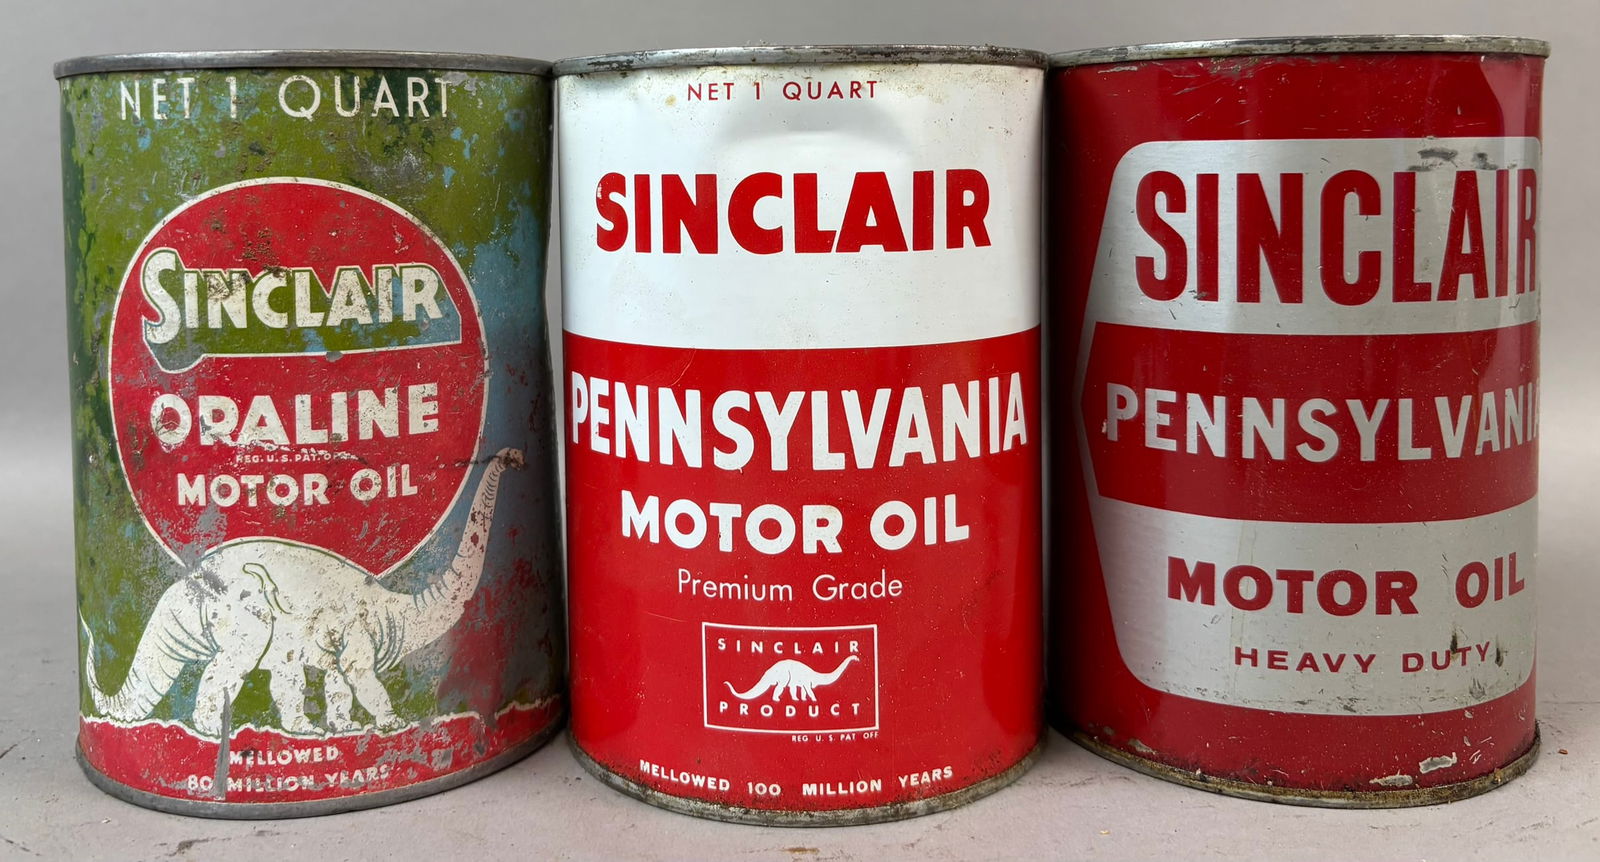 NET 1 QUART
SINCLAIR
OPALINE
REG. U.S. PAT. OFF.
MOTOR OIL
MELLOWED
80 MILLION YEARS
NET 1 QUART
SINCLAIR
PENNSYLVANIA
MOTOR OIL
Premium Grade
SINCLAIR
PRODUCT
REG U. S. PAT OFF
MELLOWED 100 MILLION YEARS
SINCLAIR
PENNSYLVANIA
MOTOR OIL
HEAVY DUTY